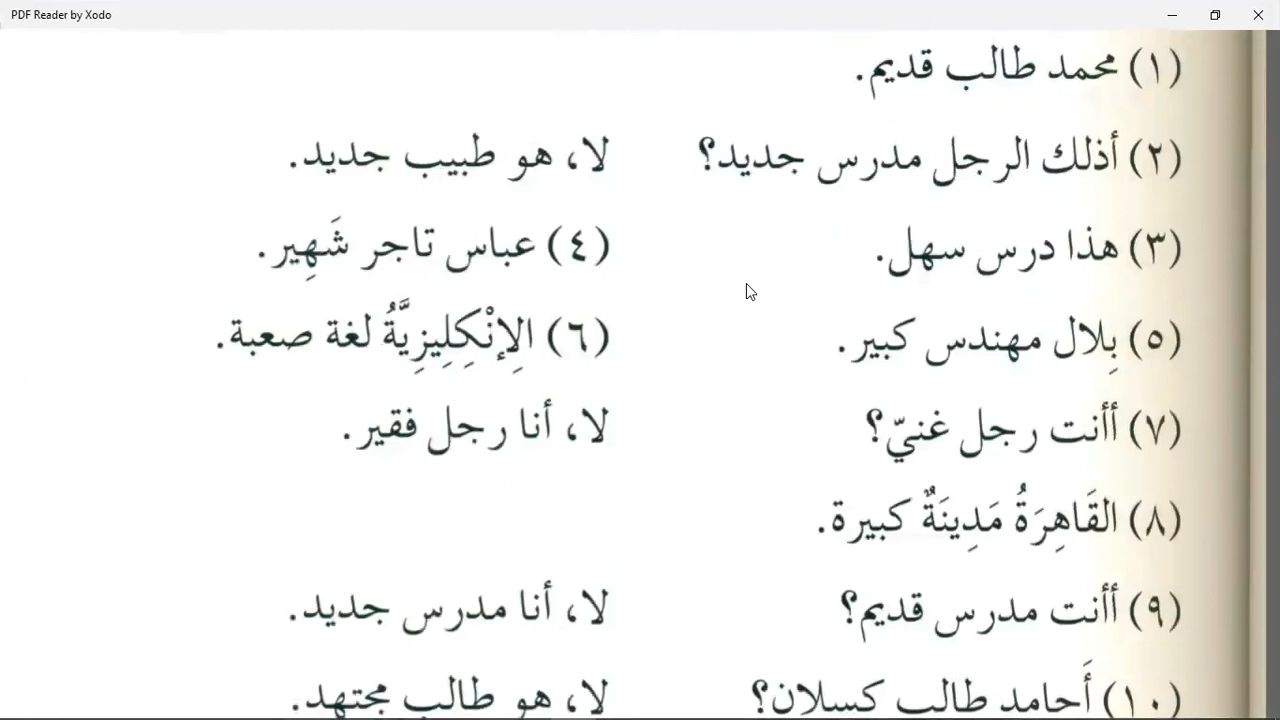 PDF Reader by Xodo
(١) محمد طالب قديم.
(٢) أذلك الرجل مدرس جديد؟ لا، هو طبيب جديد.
(٣) هذا درس سهل. (٤) عباس تاجر شَهِير.
(٥) بِلال مهندس كبير. (٦) الإِنْكِلِيزِيَّةُ لغة صعبة.
(٧) أأنت رجل غنيّ؟ لا، أنا رجل فقير.
(٨) القَاهِرَةُ مَدِينَةٌ كبيرة.
(٩) أأنت مدرس قديم؟ لا، أنا مدرس جديد.
(١٠) أَحامد طالب كسلان؟ لا، هو طالب مجتهد.